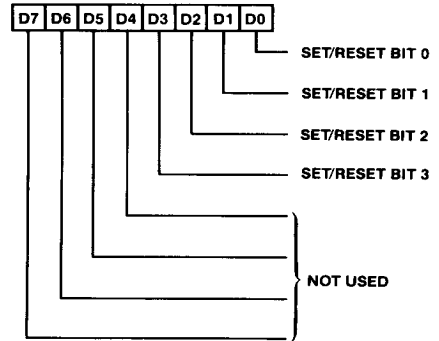 D7 D6 D5 D4 D3 D2 D1 D0
SET/RESET BIT 0
SET/RESET BIT 1
SET/RESET BIT 2
SET/RESET BIT 3
NOT USED